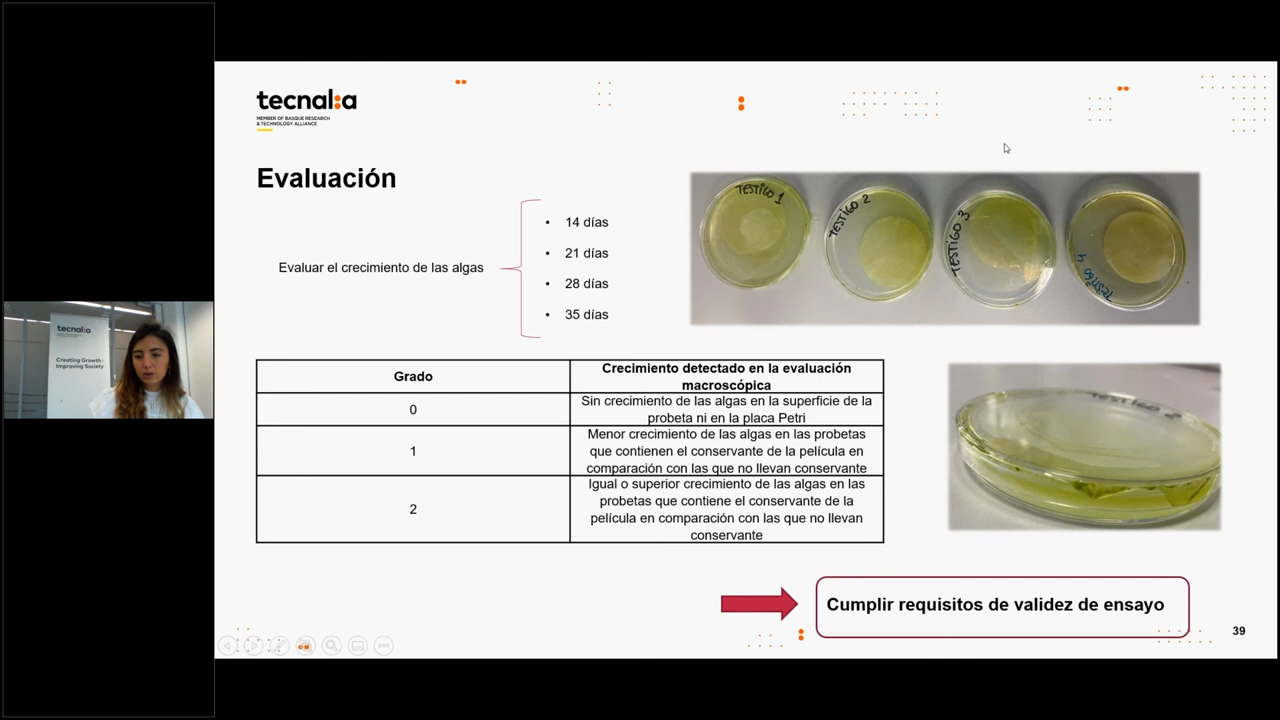 tecnal:a
MEMBER OF BASQUE RESEARCH
& TECHNOLOGY ALLIANCE
Evaluación
Evaluar el crecimiento de las algas
• 14 días
• 21 días
• 28 días
• 35 días
TESTIGO 1
TESTIGO 2
TESTIGO 3
TESTIGO 4
Grado
Crecimiento detectado en la evaluación
macroscópica
0
Sin crecimiento de las algas en la superficie de la
probeta ni en la placa Petri
1
Menor crecimiento de las algas en las probetas
que contienen el conservante de la película en
comparación con las que no llevan conservante
2
Igual o superior crecimiento de las algas en las
probetas que contiene el conservante de la
película en comparación con las que no llevan
conservante
TESTIGO 2
Cumplir requisitos de validez de ensayo
39
tecnal:a
Creating Growth
Improving Society